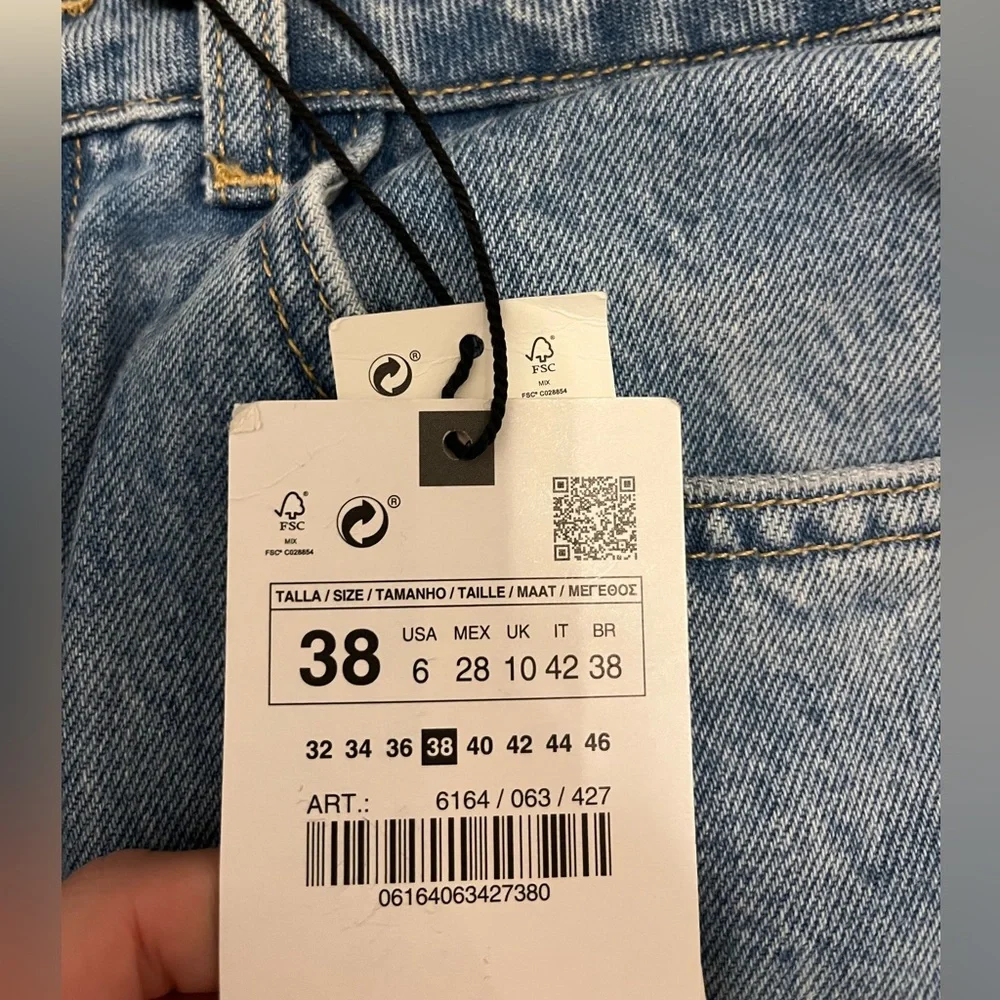 ®
FSC
MIX
FSC® C028854
FSC
MIX
FSC® C028854
®
TALLA / SIZE / TAMANHO / TAILLE / MAAT / ΜΕΓΕΘΟΣ
38
USA MEX UK IT BR
6 28 10 42 38
32 34 36 38 40 42 44 46
ART.: 6164 / 063 / 427
06164063427380